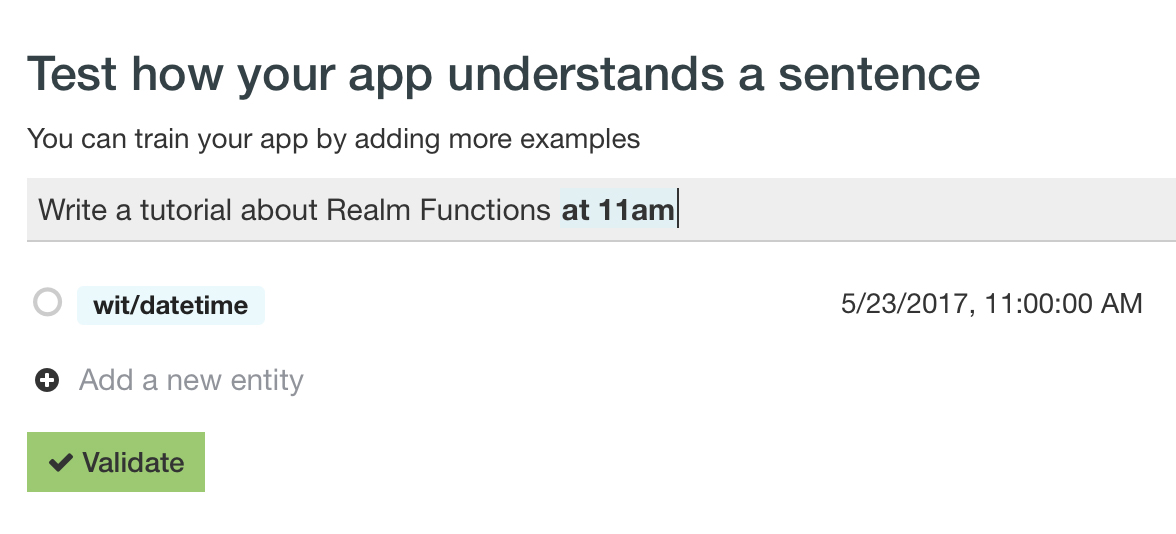 Test how your app understands a sentence
You can train your app by adding more examples
Write a tutorial about Realm Functions at 11am
wit/datetime 5/23/2017, 11:00:00 AM
Add a new entity
Validate